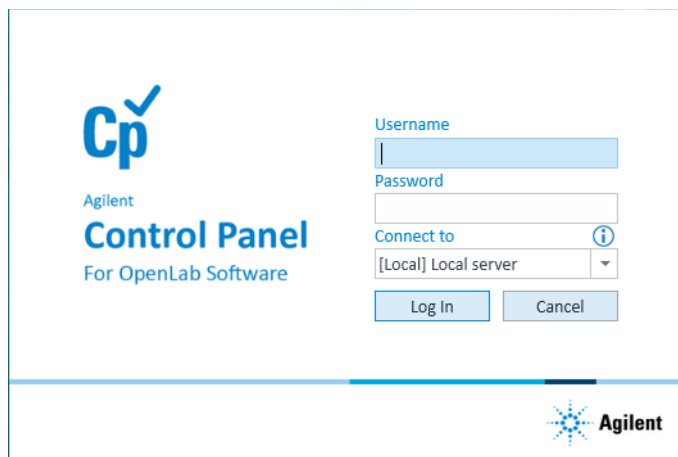 Cp
Agilent
Control Panel
For OpenLab Software
Username
Password
Connect to
[Local] Local server
Log In
Cancel
Agilent